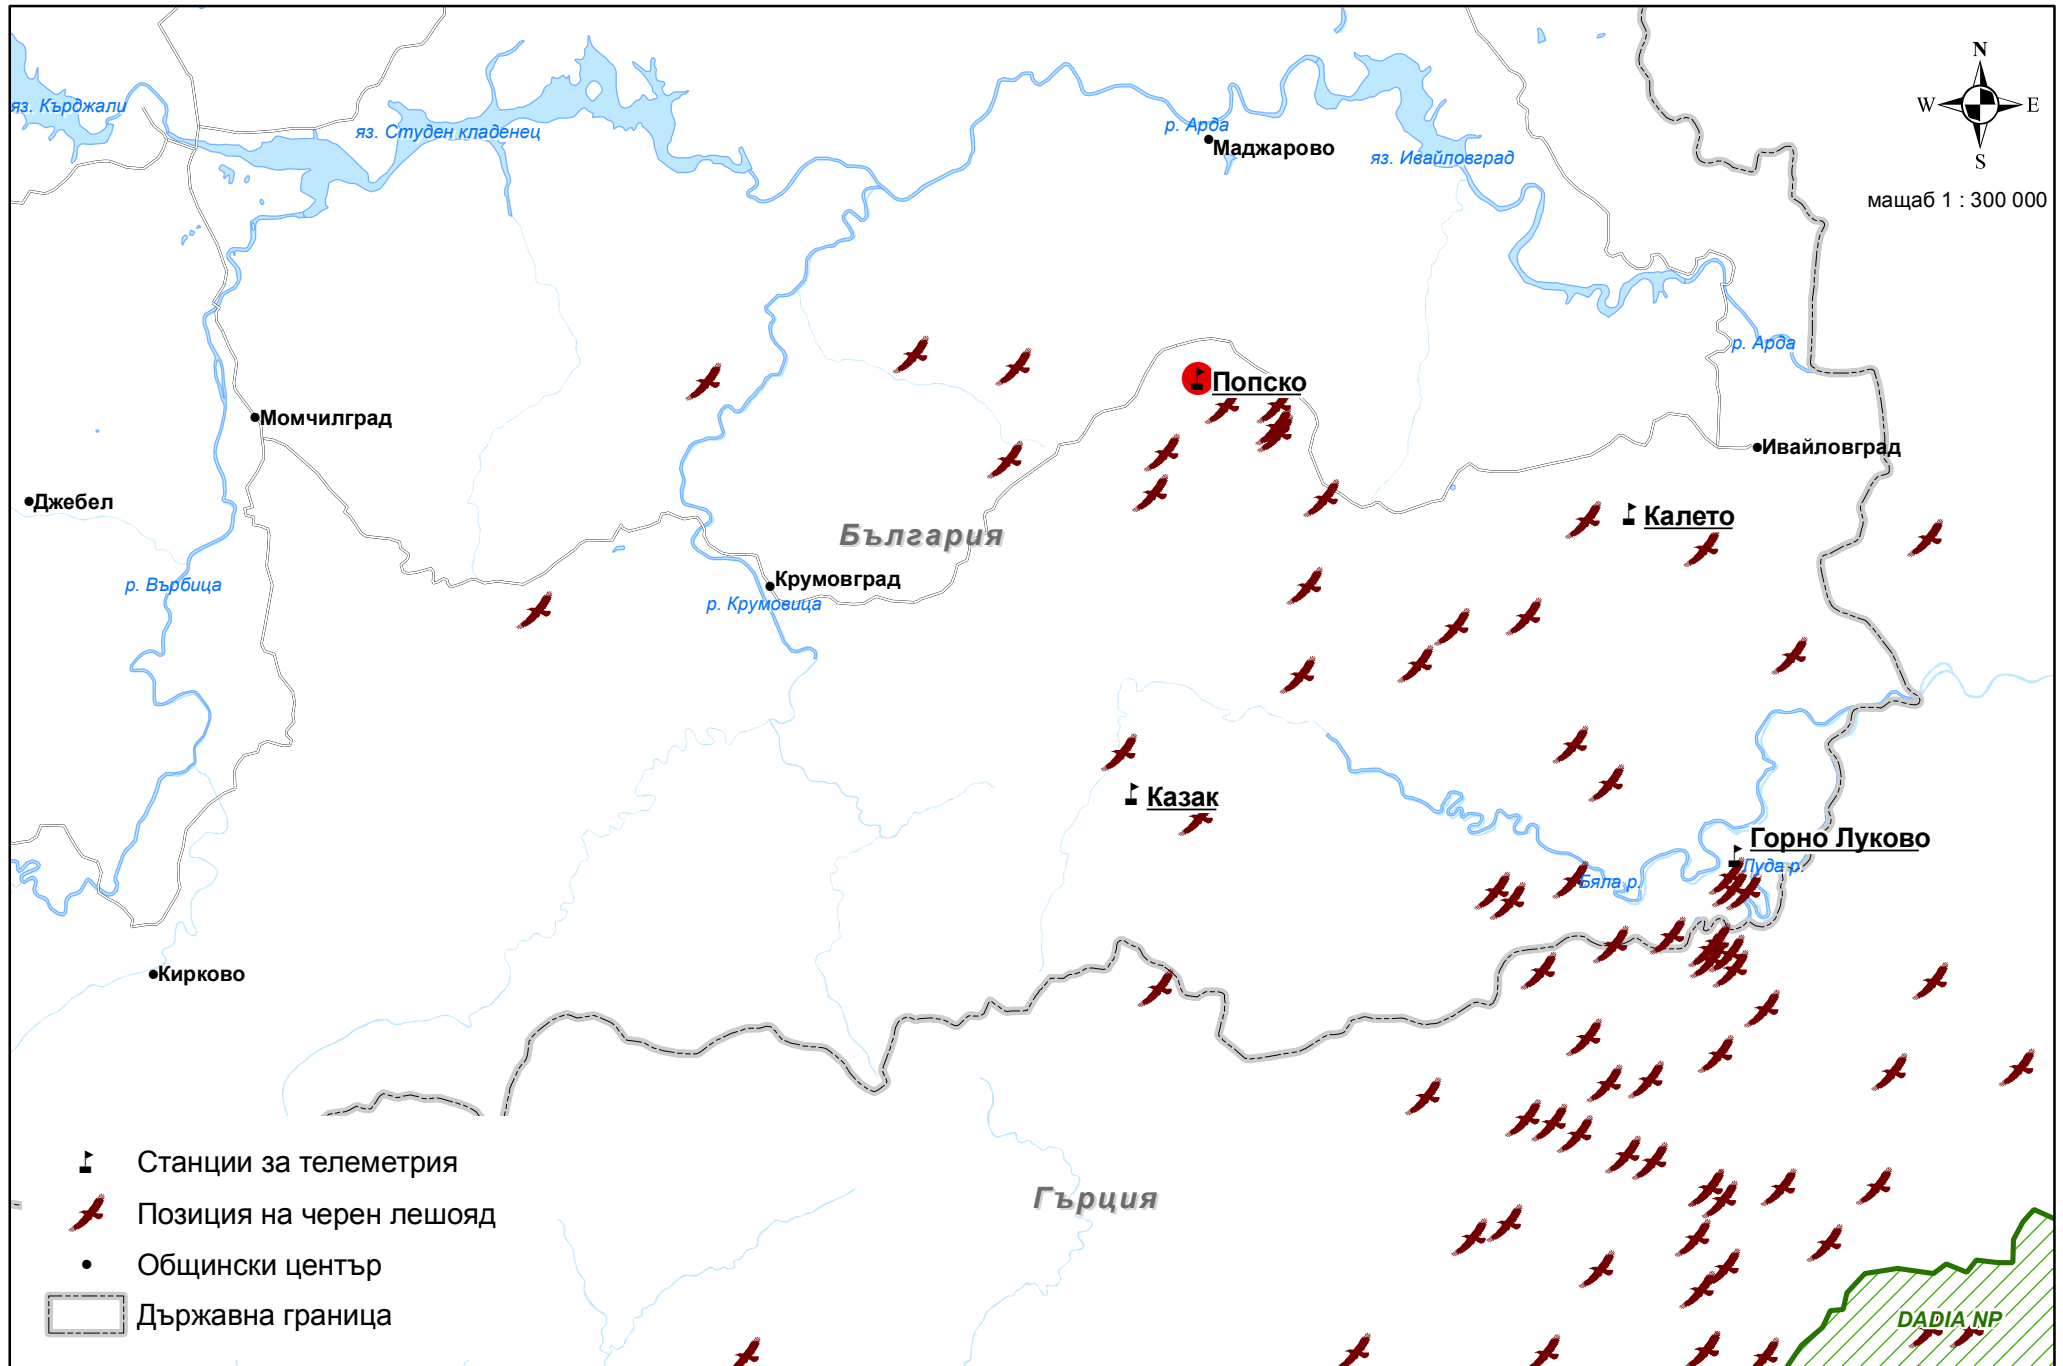 N
W
E
S
мащаб 1 : 300 000
яз. Кърджали
яз. Студен кладенец
р. Арда
Маджарово
яз. Ивайловград
р. Арда
Попско
Момчилград
Ивайловград
Джебел
Калето
България
Крумовград
р. Върбица
р. Крумовица
Казак
Горно Луково
Луда р.
Бяла р.
Кирково
Станции за телеметрия
Позиция на черен лешояд
Общински център
Държавна граница
Гърция
DADIA NP